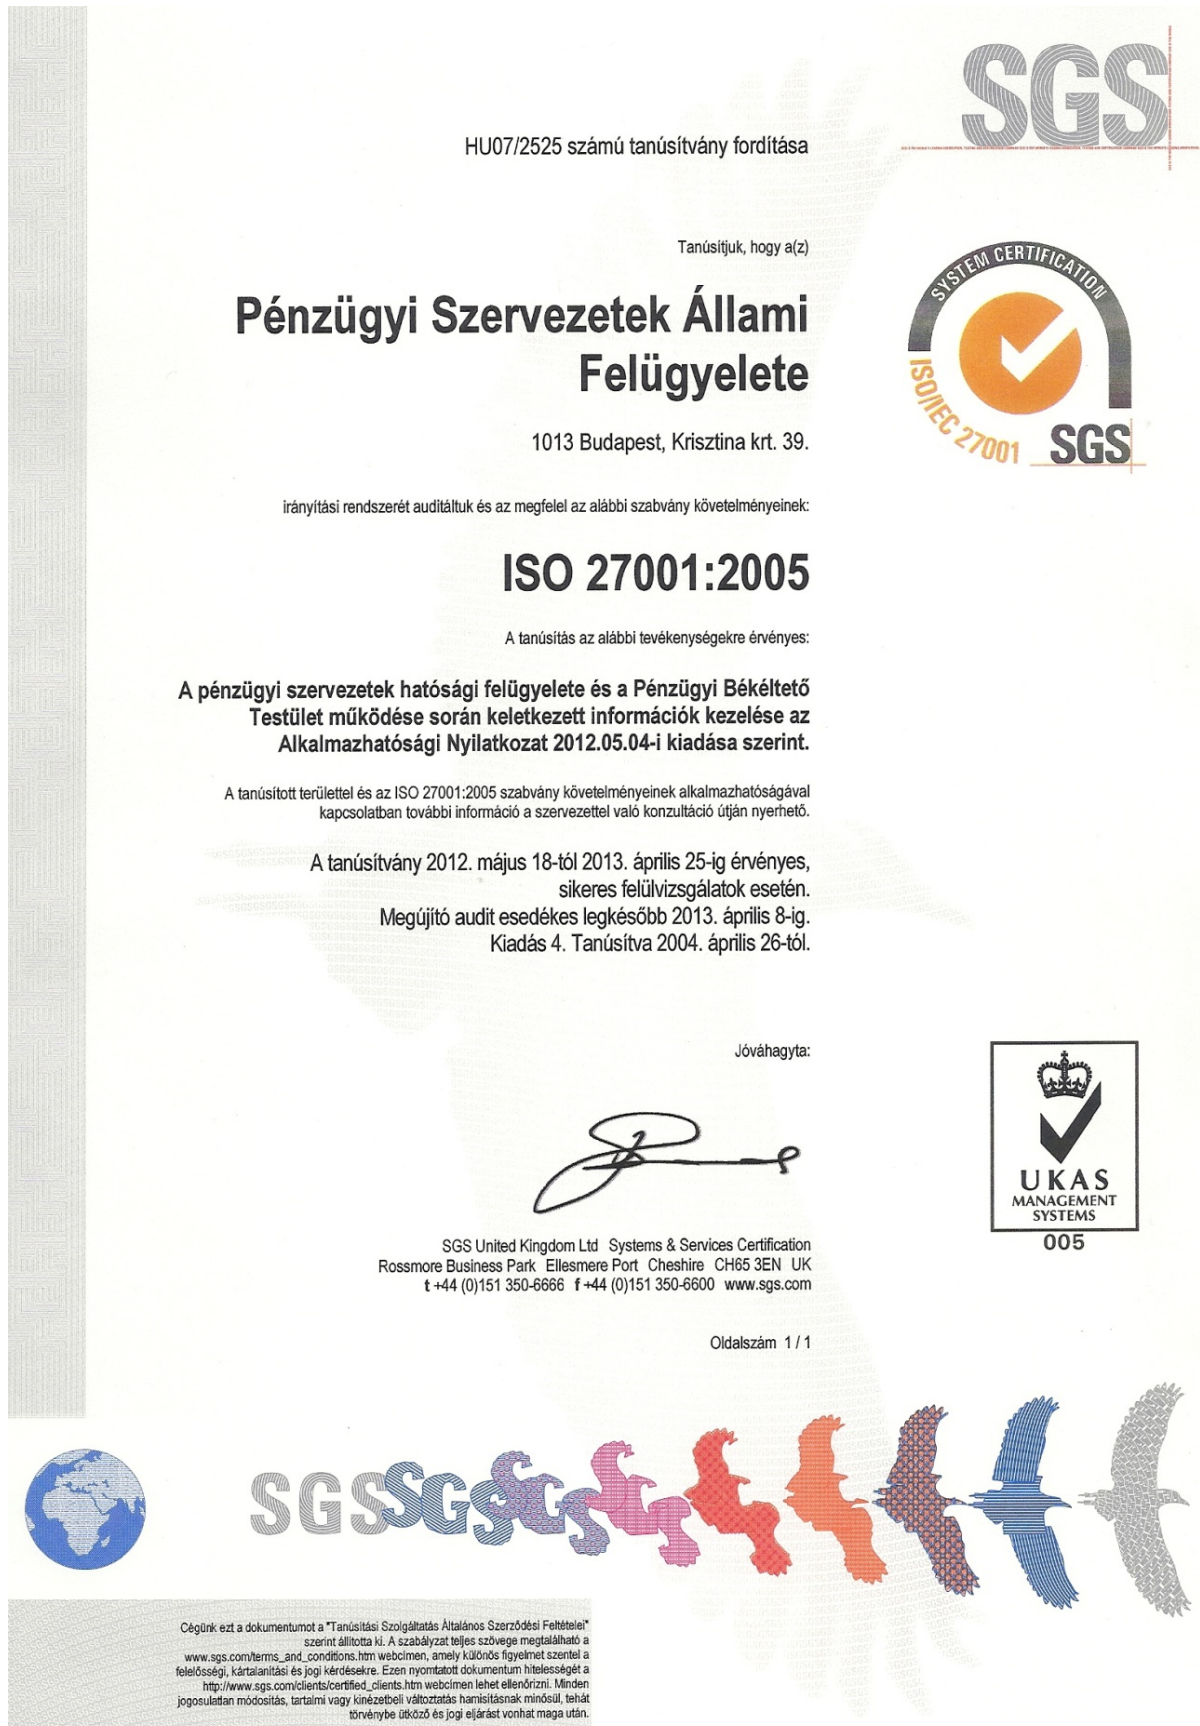 SGS
HU07/2525 számú tanúsítvány fordítása
Tanúsítjuk, hogy a(z)
Pénzügyi Szervezetek Állami
Felügyelete
1013 Budapest, Krisztina krt. 39.
SYSTEM CERTIFICATION
ISO/IEC 27001
SGS
irányítási rendszerét auditáltuk és az megfelel az alábbi szabvány követelményeinek:
ISO 27001:2005
A tanúsítás az alábbi tevékenységekre érvényes:
A pénzügyi szervezetek hatósági felügyelete és a Pénzügyi Békéltető
Testület működése során keletkezett információk kezelése az
Alkalmazhatósági Nyilatkozat 2012.05.04-i kiadása szerint.
A tanúsított területtel és az ISO 27001:2005 szabvány követelményeinek alkalmazhatóságával
kapcsolatban további információ a szervezettel való konzultáció útján nyerhető.
A tanúsítvány 2012. május 18-tól 2013. április 25-ig érvényes,
sikeres felülvizsgálatok esetén.
Megújító audit esedékes legkésőbb 2013. április 8-ig.
Kiadás 4. Tanúsítva 2004. április 26-tól.
Jóváhagyta:
UKAS
MANAGEMENT
SYSTEMS
005
SGS United Kingdom Ltd Systems & Services Certification
Rossmore Business Park Ellesmere Port Cheshire CH65 3EN UK
t +44 (0)151 350-6666 f +44 (0)151 350-6600 www.sgs.com
Oldalszám 1 / 1
SGSSGSSGS
Cégünk ezt a dokumentumot a "Tanúsítási Szolgáltatás Általános Szerződési Feltételei"
szerint állította ki. A szabályzat teljes szövege megtalálható a
www.sgs.com/terms_and_conditions.htm webcímen, amely különös figyelmet szentel a
felelősségi, kártalanítási és jogi kérdésekre. Ezen nyomtatott dokumentum hitelességét a
http://www.sgs.com/clients/certified_clients.htm webcímen lehet ellenőrizni. Minden
jogosulatlan módosítás, tartalmi vagy kinézetbeli változtatás hamisításnak minősül, tehát
törvénybe ütköző és jogi eljárást vonhat maga után.